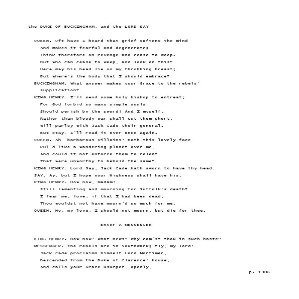 the DUKE OF BUCKINGHAM, and the LORD SAY
QUEEN. Oft have I heard that grief softens the mind
And makes it fearful and degenerate;
Think therefore on revenge and cease to weep.
But who can cease to weep, and look on this?
Here may his head lie on my throbbing breast;
But where's the body that I should embrace?
BUCKINGHAM. What answer makes your Grace to the rebels'
supplication?
KING HENRY. I'll send some holy bishop to entreat;
For God forbid so many simple souls
Should perish by the sword! And I myself,
Rather than bloody war shall cut them short,
Will parley with Jack Cade their general.
But stay, I'll read it over once again.
QUEEN. Ah, barbarous villains! Hath this lovely face
Rul'd like a wandering planet over me,
And could it not enforce them to relent
That were unworthy to behold the same?
KING HENRY. Lord Say, Jack Cade hath sworn to have thy head.
SAY. Ay, but I hope your Highness shall have his.
KING HENRY. How now, madam!
Still lamenting and mourning for Suffolk's death?
I fear me, love, if that I had been dead,
Thou wouldst not have mourn'd so much for me.
QUEEN. No, my love, I should not mourn, but die for thee.
Enter A MESSENGER
KING HENRY. How now! What news? Why com'st thou in such haste?
MESSENGER. The rebels are in Southwark; fly, my lord!
Jack Cade proclaims himself Lord Mortimer,
Descended from the Duke of Clarence' house,
And calls your Grace usurper, openly,